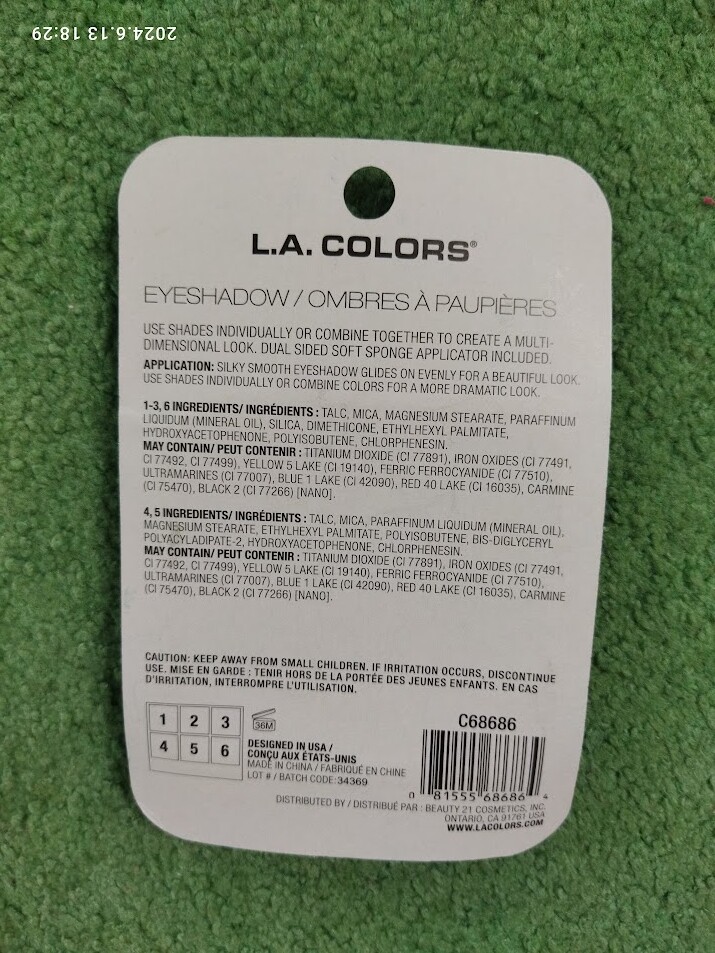 2024.6.13 18:29
L.A. COLORS®
EYESHADOW / OMBRES À PAUPIÈRES
USE SHADES INDIVIDUALLY OR COMBINE TOGETHER TO CREATE A MULTI-
DIMENSIONAL LOOK. DUAL SIDED SOFT SPONGE APPLICATOR INCLUDED.
APPLICATION: SILKY SMOOTH EYESHADOW GLIDES ON EVENLY FOR A BEAUTIFUL LOOK.
USE SHADES INDIVIDUALLY OR COMBINE COLORS FOR A MORE DRAMATIC LOOK.
1-3, 6 INGREDIENTS/ INGRÉDIENTS : TALC, MICA, MAGNESIUM STEARATE, PARAFFINUM
LIQUIDUM (MINERAL OIL), SILICA, DIMETHICONE, ETHYLHEXYL PALMITATE,
HYDROXYACETOPHENONE, POLYISOBUTENE, CHLORPHENESIN.
MAY CONTAIN/ PEUT CONTENIR : TITANIUM DIOXIDE (CI 77891), IRON OXIDES (CI 77491,
CI 77492, CI 77499), YELLOW 5 LAKE (CI 19140), FERRIC FERROCYANIDE (CI 77510),
ULTRAMARINES (CI 77007), BLUE 1 LAKE (CI 42090), RED 40 LAKE (CI 16035), CARMINE
(CI 75470), BLACK 2 (CI 77266) [NANO].
4, 5 INGREDIENTS/ INGRÉDIENTS : TALC, MICA, PARAFFINUM LIQUIDUM (MINERAL OIL),
MAGNESIUM STEARATE, ETHYLHEXYL PALMITATE, POLYISOBUTENE, BIS-DIGLYCERYL
POLYACYLADIPATE-2, HYDROXYACETOPHENONE, CHLORPHENESIN.
MAY CONTAIN/ PEUT CONTENIR : TITANIUM DIOXIDE (CI 77891), IRON OXIDES (CI 77491,
CI 77492, CI 77499), YELLOW 5 LAKE (CI 19140), FERRIC FERROCYANIDE (CI 77510),
ULTRAMARINES (CI 77007), BLUE 1 LAKE (CI 42090), RED 40 LAKE (CI 16035), CARMINE
(CI 75470), BLACK 2 (CI 77266) [NANO].
CAUTION: KEEP AWAY FROM SMALL CHILDREN. IF IRRITATION OCCURS, DISCONTINUE
USE. MISE EN GARDE : TENIR HORS DE LA PORTÉE DES JEUNES ENFANTS. EN CAS
D'IRRITATION, INTERROMPRE L'UTILISATION.
1 2 3
4 5 6
36M
DESIGNED IN USA /
CONÇU AUX ÉTATS-UNIS
MADE IN CHINA / FABRIQUÉ EN CHINE
LOT # / BATCH CODE: 34369
C68686
0 81555 68686 4
DISTRIBUTED BY / DISTRIBUÉ PAR : BEAUTY 21 COSMETICS, INC.
ONTARIO, CA 91761 USA
WWW.LACOLORS.COM